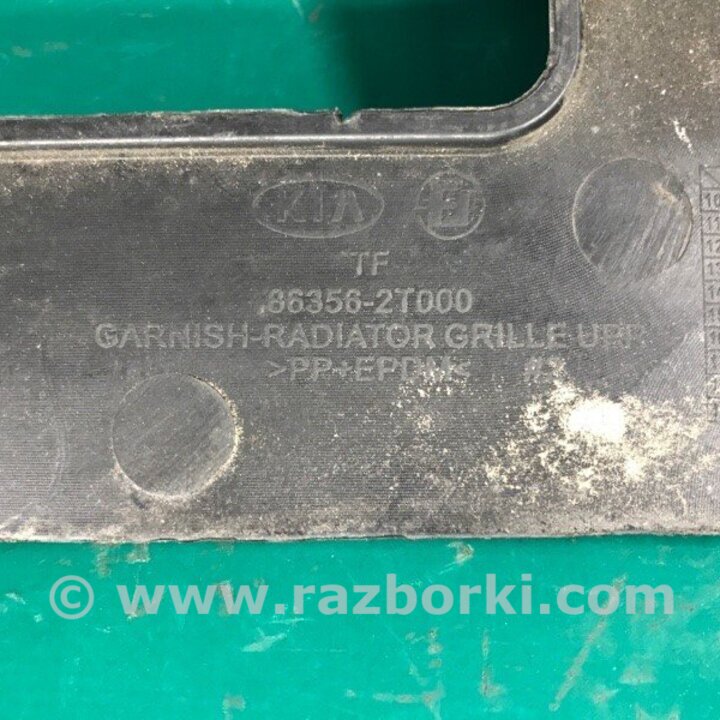 KIA
TF
86356-2T000
GARNISH-RADIATOR GRILLE UPR
>PP+EPDM<
© www.razborki.com